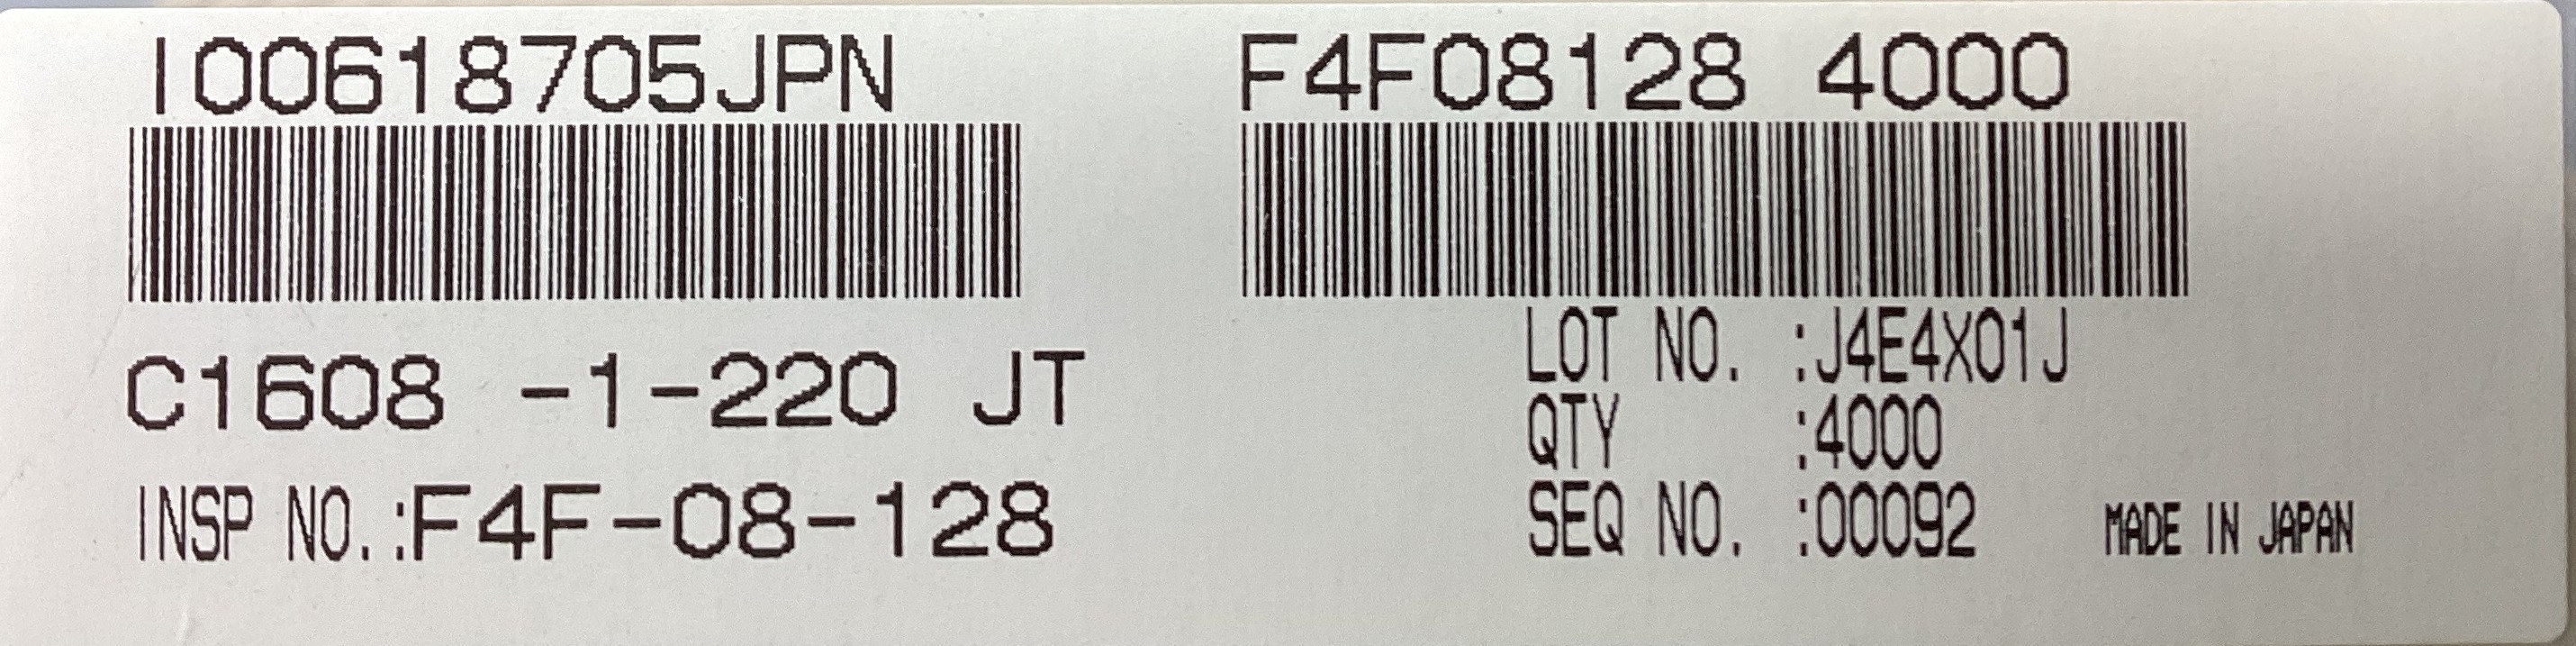 I00618705JPN
F4F08128 4000
C1608 -1-220 JT
INSP NO.:F4F-08-128
LOT NO. :J4E4X01J
QTY :4000
SEQ NO. :00092
MADE IN JAPAN